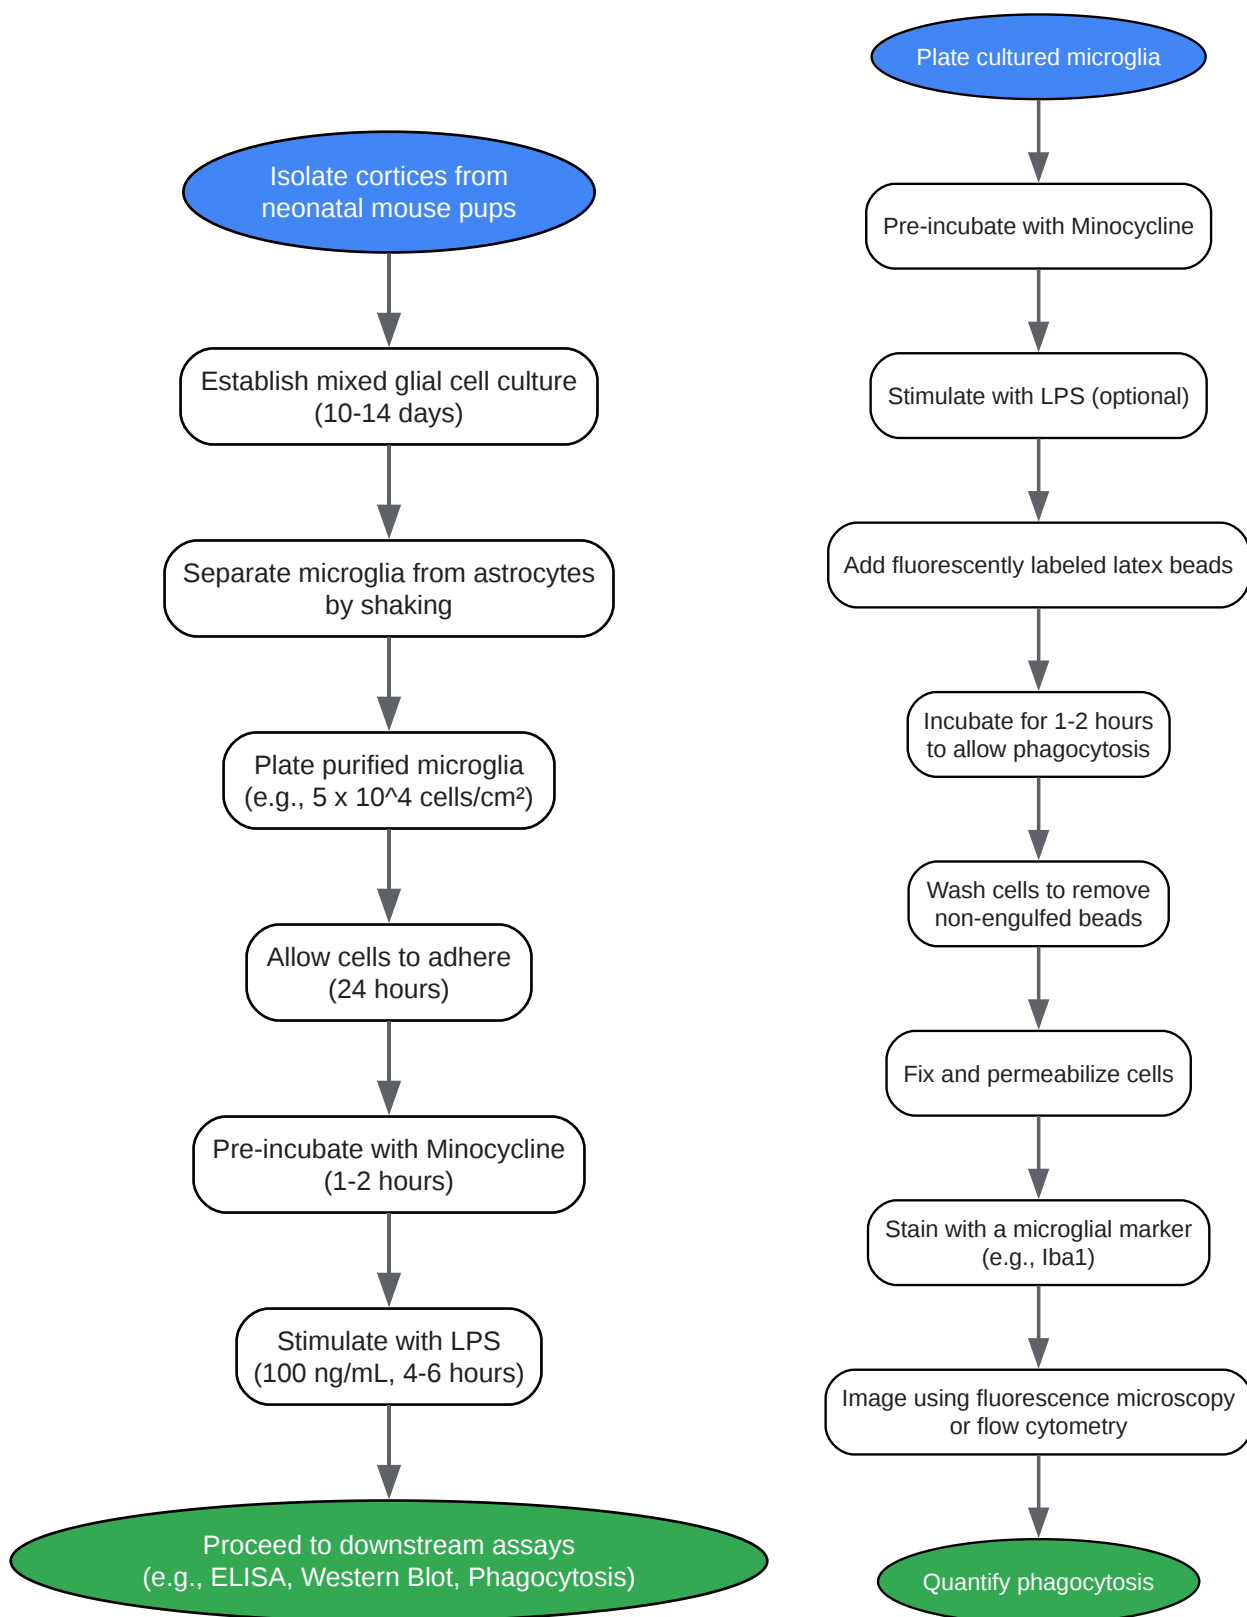 Isolate cortices from
neonatal mouse pups
Establish mixed glial cell culture
(10-14 days)
Separate microglia from astrocytes
by shaking
Plate purified microglia
(e.g., 5 x 10^4 cells/cm²)
Allow cells to adhere
(24 hours)
Pre-incubate with Minocycline
(1-2 hours)
Stimulate with LPS
(100 ng/mL, 4-6 hours)
Proceed to downstream assays
(e.g., ELISA, Western Blot, Phagocytosis)
Plate cultured microglia
Pre-incubate with Minocycline
Stimulate with LPS (optional)
Add fluorescently labeled latex beads
Incubate for 1-2 hours
to allow phagocytosis
Wash cells to remove
non-engulfed beads
Fix and permeabilize cells
Stain with a microglial marker
(e.g., Iba1)
Image using fluorescence microscopy
or flow cytometry
Quantify phagocytosis